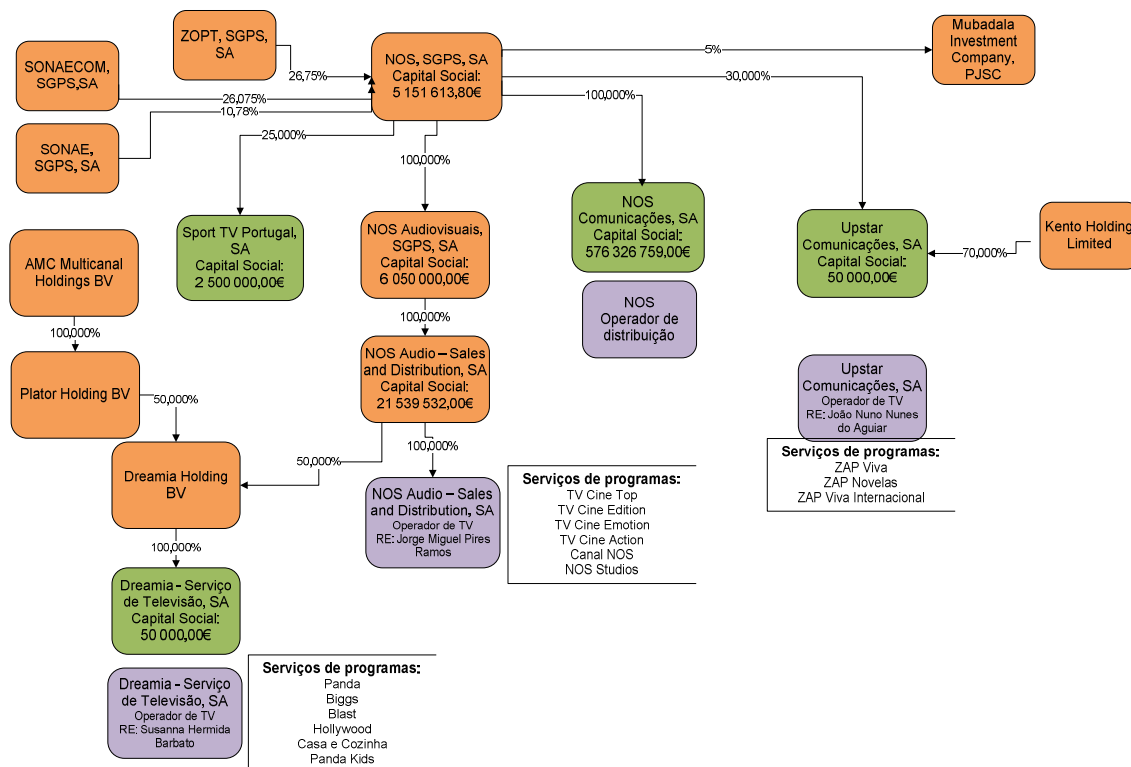 ZOPT, SGPS,
SA
NOS, SGPS, SA
Capital Social:
5 151 613,80€
Mubadala
Investment
Company,
PJSC
SONAECOM,
SGPS,SA
SONAE,
SGPS, SA
26,75%
26,075%
10,78%
5%
30,000%
100,000%
25,000%
100,000%
Sport TV Portugal,
SA
Capital Social:
2 500 000,00€
NOS Audiovisuais,
SGPS, SA
Capital Social:
6 050 000,00€
NOS
Comunicações, SA
Capital Social:
576 326 759,00€
Upstar
Comunicações, SA
Capital Social:
50 000,00€
70,000%
Kento Holding
Limited
AMC Multicanal
Holdings BV
NOS
Operador de
distribuição
100,000%
100,000%
Plator Holding BV
50,000%
NOS Audio – Sales
and Distribution, SA
Capital Social:
21 539 532,00€
Upstar
Comunicações, SA
Operador de TV
RE: João Nuno Nunes
do Aguiar
Serviços de programas:
ZAP Viva
ZAP Novelas
ZAP Viva Internacional
Dreamia Holding
BV
50,000%
100,000%
NOS Audio – Sales
and Distribution, SA
Operador de TV
RE: Jorge Miguel Pires
Ramos
Serviços de programas:
TV Cine Top
TV Cine Edition
TV Cine Emotion
TV Cine Action
Canal NOS
NOS Studios
100,000%
Dreamia - Serviço
de Televisão, SA
Capital Social:
50 000,00€
Dreamia - Serviço
de Televisão, SA
Operador de TV
RE: Susanna Hermida
Barbato
Serviços de programas:
Panda
Biggs
Blast
Hollywood
Casa e Cozinha
Panda Kids